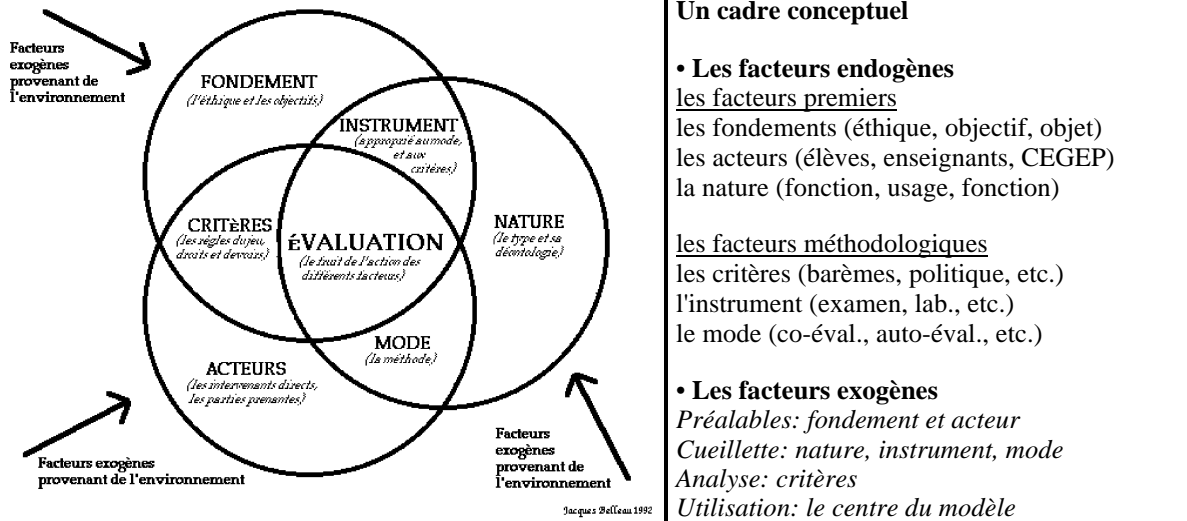 Facteurs
exogènes
provenant de
l'environnement
FONDEMENT
(l'éthique et les objectifs,)
INSTRUMENT
(approprié au mode,
et aux
critères,)
CRITèRES
(les règles du jeu,
droits et devoirs,)
éVALUATION
(le fruit de l'action des
différents facteurs,)
NATURE
(le type et sa
déontologie,)
MODE
(la méthode,)
ACTEURS
(les intervenants directs,
les parties prenantes,)
Facteurs exogènes
provenant de l'environnement
Facteurs
exogènes
provenant de
l'environnement
Jacques Belleau 1992
Un cadre conceptuel
• Les facteurs endogènes
les facteurs premiers
les fondements (éthique, objectif, objet)
les acteurs (élèves, enseignants, CEGEP)
la nature (fonction, usage, fonction)
les facteurs méthodologiques
les critères (barèmes, politique, etc.)
l'instrument (examen, lab., etc.)
le mode (co-éval., auto-éval., etc.)
• Les facteurs exogènes
Préalables: fondement et acteur
Cueillette: nature, instrument, mode
Analyse: critères
Utilisation: le centre du modèle